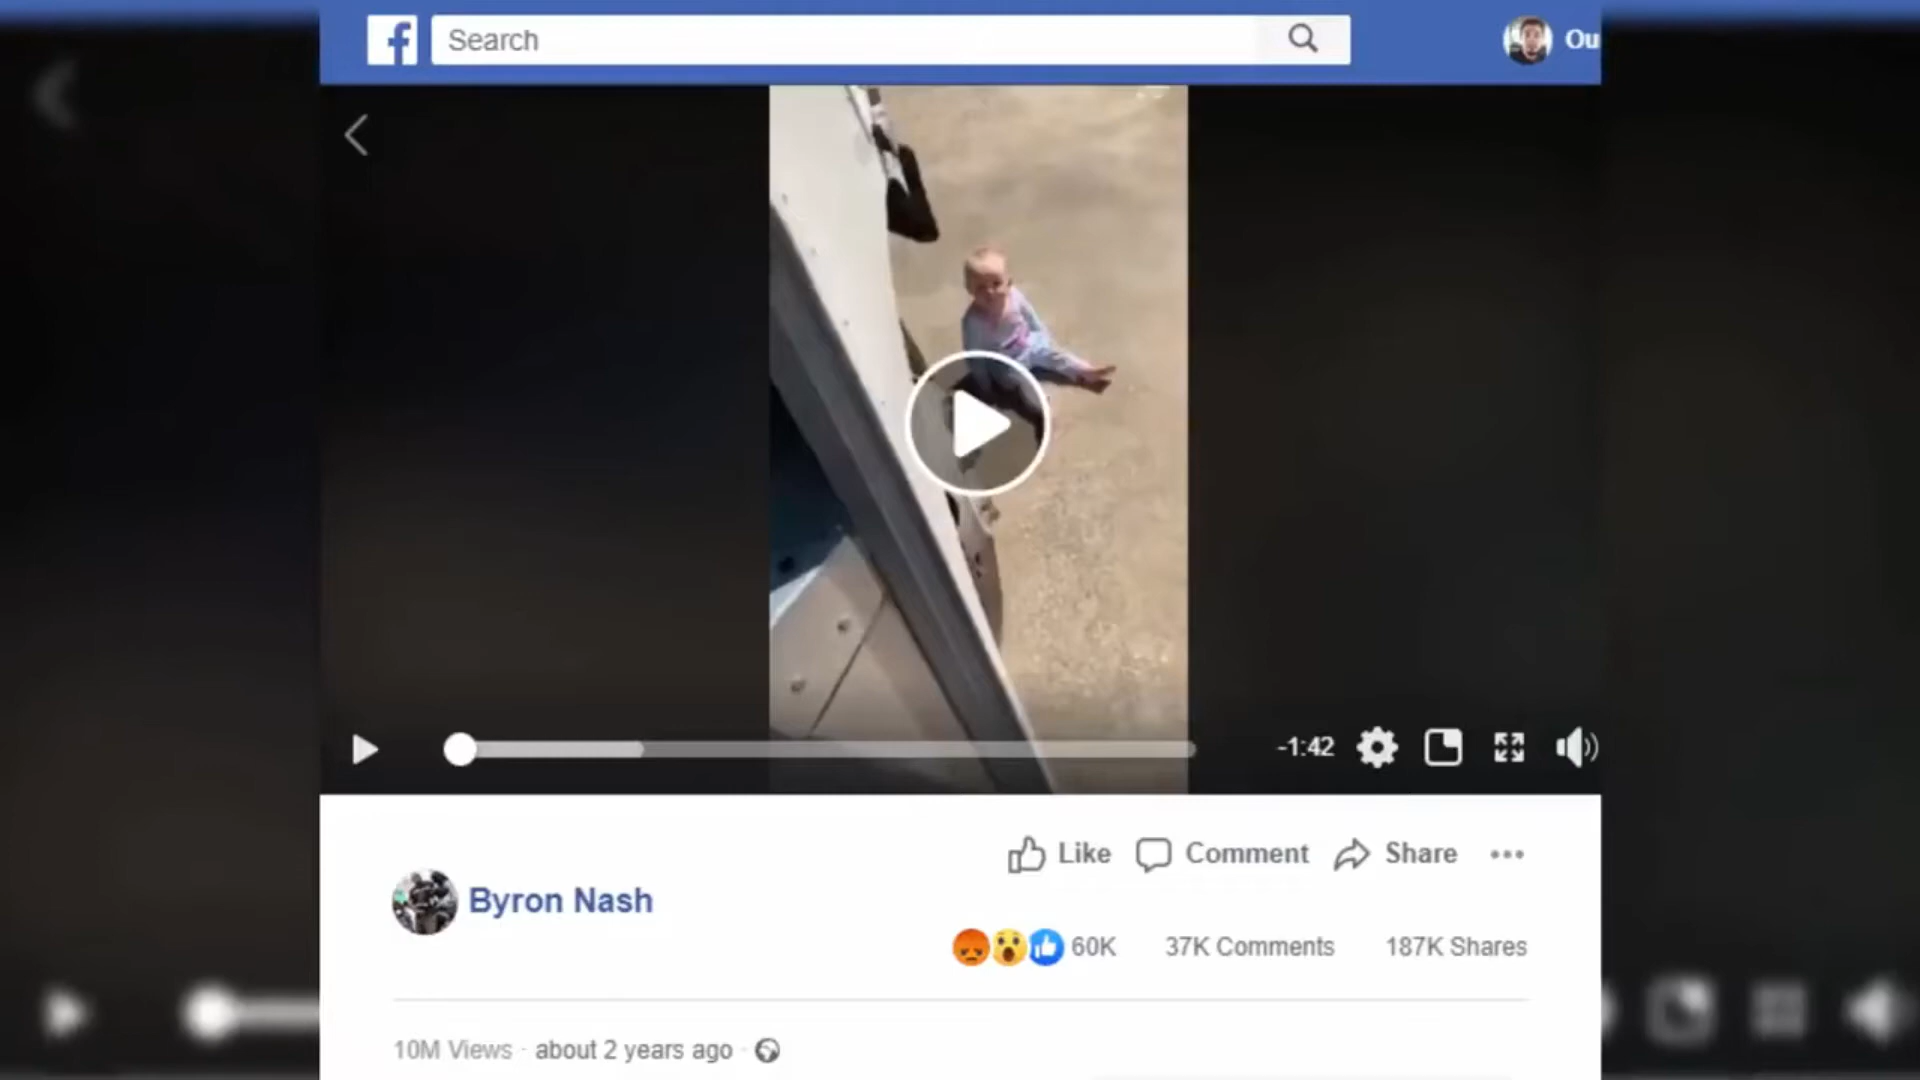 Search
Ou
-1:42
Like Comment Share
Byron Nash
60K 37K Comments 187K Shares
10M Views · about 2 years ago ·